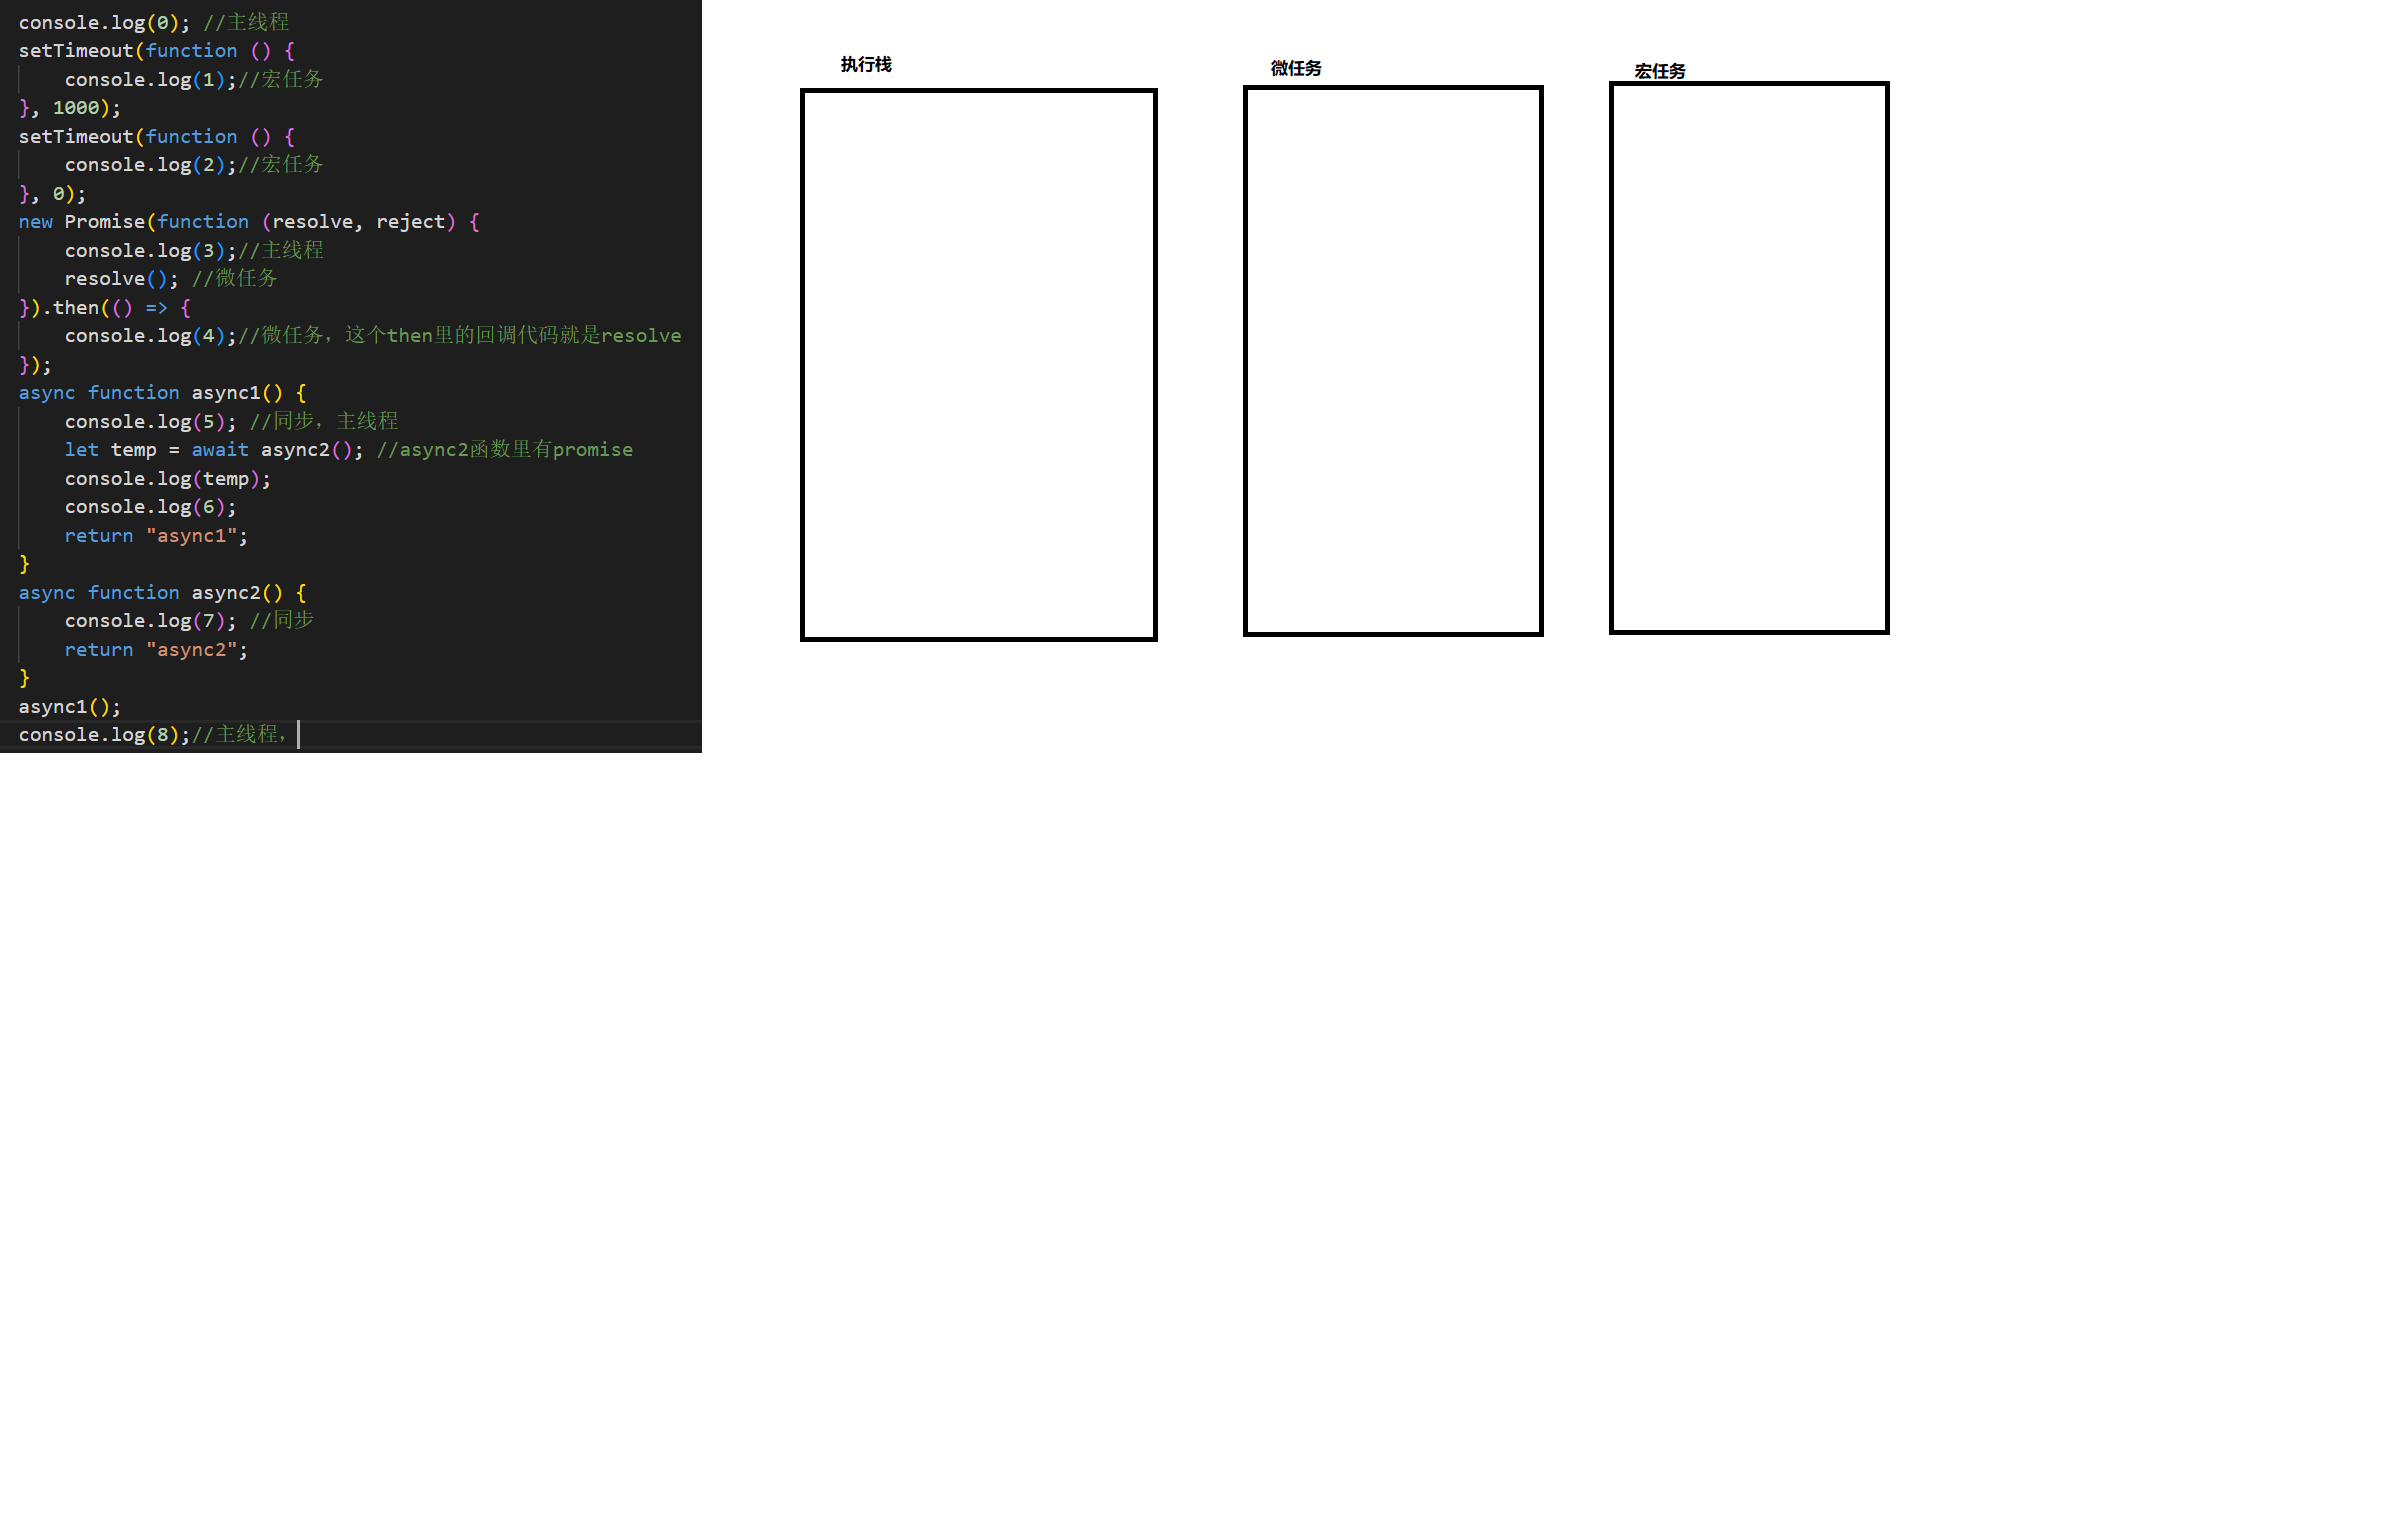 console.log(0); //主线程
setTimeout(function () {
    console.log(1);//宏任务
}, 1000);
setTimeout(function () {
    console.log(2);//宏任务
}, 0);
new Promise(function (resolve, reject) {
    console.log(3);//主线程
    resolve(); //微任务
}).then(() => {
    console.log(4);//微任务，这个then里的回调代码就是resolve
});
async function async1() {
    console.log(5); //同步，主线程
    let temp = await async2(); //async2函数里有promise
    console.log(temp);
    console.log(6);
    return "async1";
}
async function async2() {
    console.log(7); //同步
    return "async2";
}
async1();
console.log(8);//主线程，
执行栈
微任务
宏任务